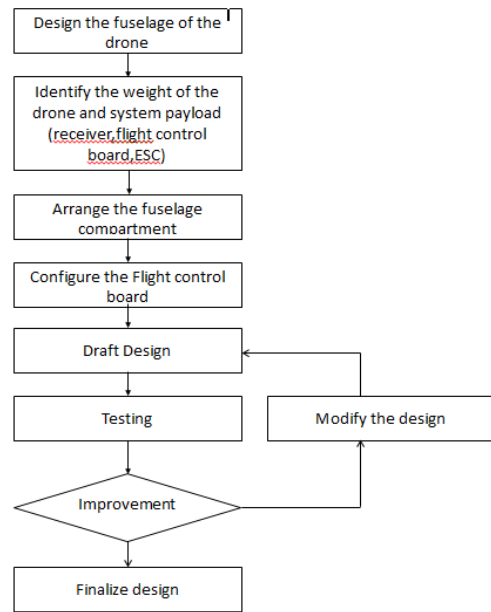 Design the fuselage of the
drone
Identify the weight of the
drone and system payload
(receiver,flight control
board,ESC)
Arrange the fuselage
compartment
Configure the Flight control
board
Draft Design
Testing
Modify the design
Improvement
Finalize design